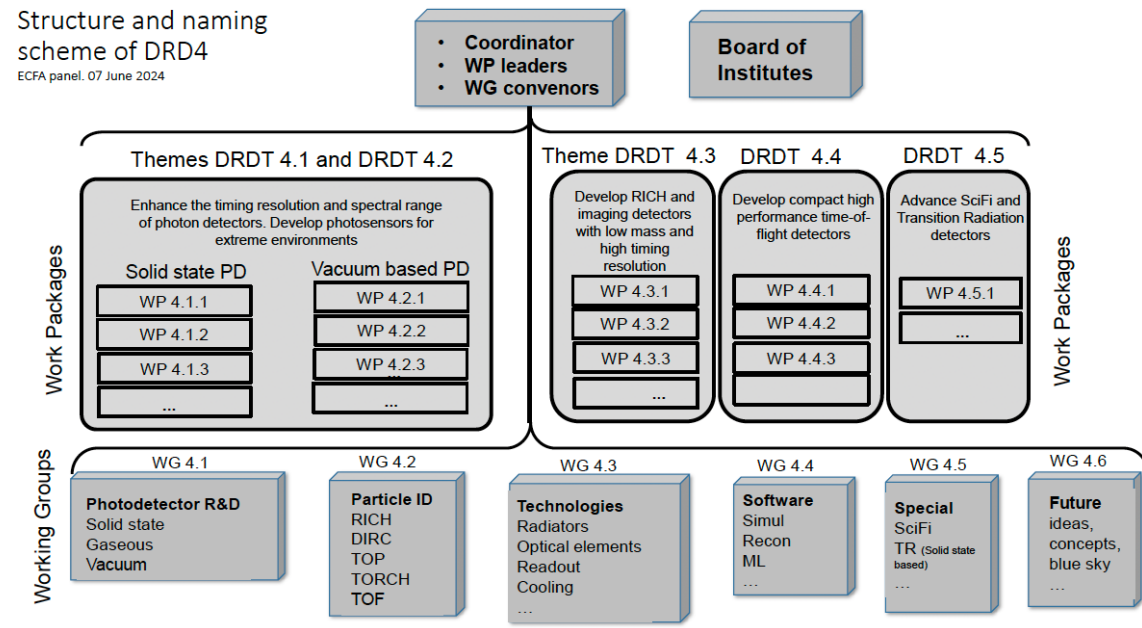 Structure and naming
scheme of DRD4
ECFA panel. 07 June 2024
• Coordinator
• WP leaders
• WG convenors
Board of
Institutes
Themes DRDT 4.1 and DRDT 4.2
Theme DRDT 4.3
DRDT 4.4
DRDT 4.5
Work Packages
Enhance the timing resolution and spectral range
of photon detectors. Develop photosensors for
extreme environments
Solid state PD
WP 4.1.1
WP 4.1.2
WP 4.1.3
...
Vacuum based PD
WP 4.2.1
WP 4.2.2
WP 4.2.3
...
...
Develop RICH and
imaging detectors
with low mass and
high timing
resolution
WP 4.3.1
WP 4.3.2
WP 4.3.3
...
Develop compact high
performance time-of-
flight detectors
WP 4.4.1
WP 4.4.2
WP 4.4.3
Advance SciFi and
Transition Radiation
detectors
WP 4.5.1
...
Work Packages
Working Groups
WG 4.1
Photodetector R&D
Solid state
Gaseous
Vacuum
WG 4.2
Particle ID
RICH
DIRC
TOP
TORCH
TOF
WG 4.3
Technologies
Radiators
Optical elements
Readout
Cooling
...
WG 4.4
Software
Simul
Recon
ML
...
WG 4.5
Special
SciFi
TR (Solid state
based)
...
WG 4.6
Future
ideas,
concepts,
blue sky
...